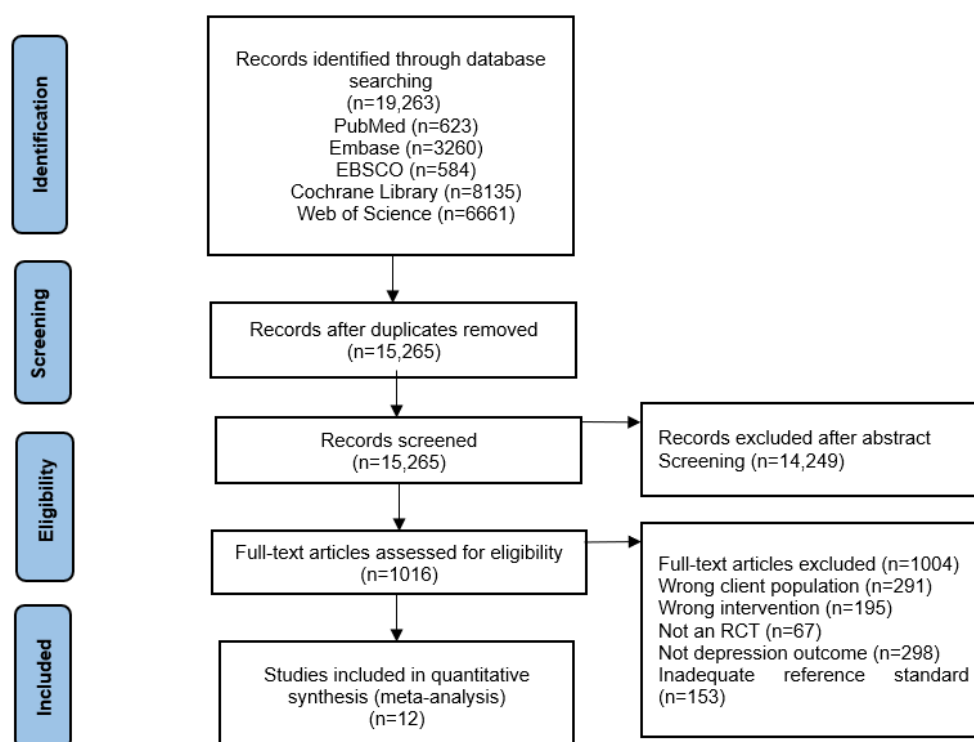 Identification
Records identified through database
searching
(n=19,263)
PubMed (n=623)
Embase (n=3260)
EBSCO (n=584)
Cochrane Library (n=8135)
Web of Science (n=6661)
Screening
Records after duplicates removed
(n=15,265)
Records screened
(n=15,265)
Records excluded after abstract
Screening (n=14,249)
Eligibility
Full-text articles assessed for eligibility
(n=1016)
Full-text articles excluded (n=1004)
Wrong client population (n=291)
Wrong intervention (n=195)
Not an RCT (n=67)
Not depression outcome (n=298)
Inadequate reference standard
(n=153)
Included
Studies included in quantitative
synthesis (meta-analysis)
(n=12)